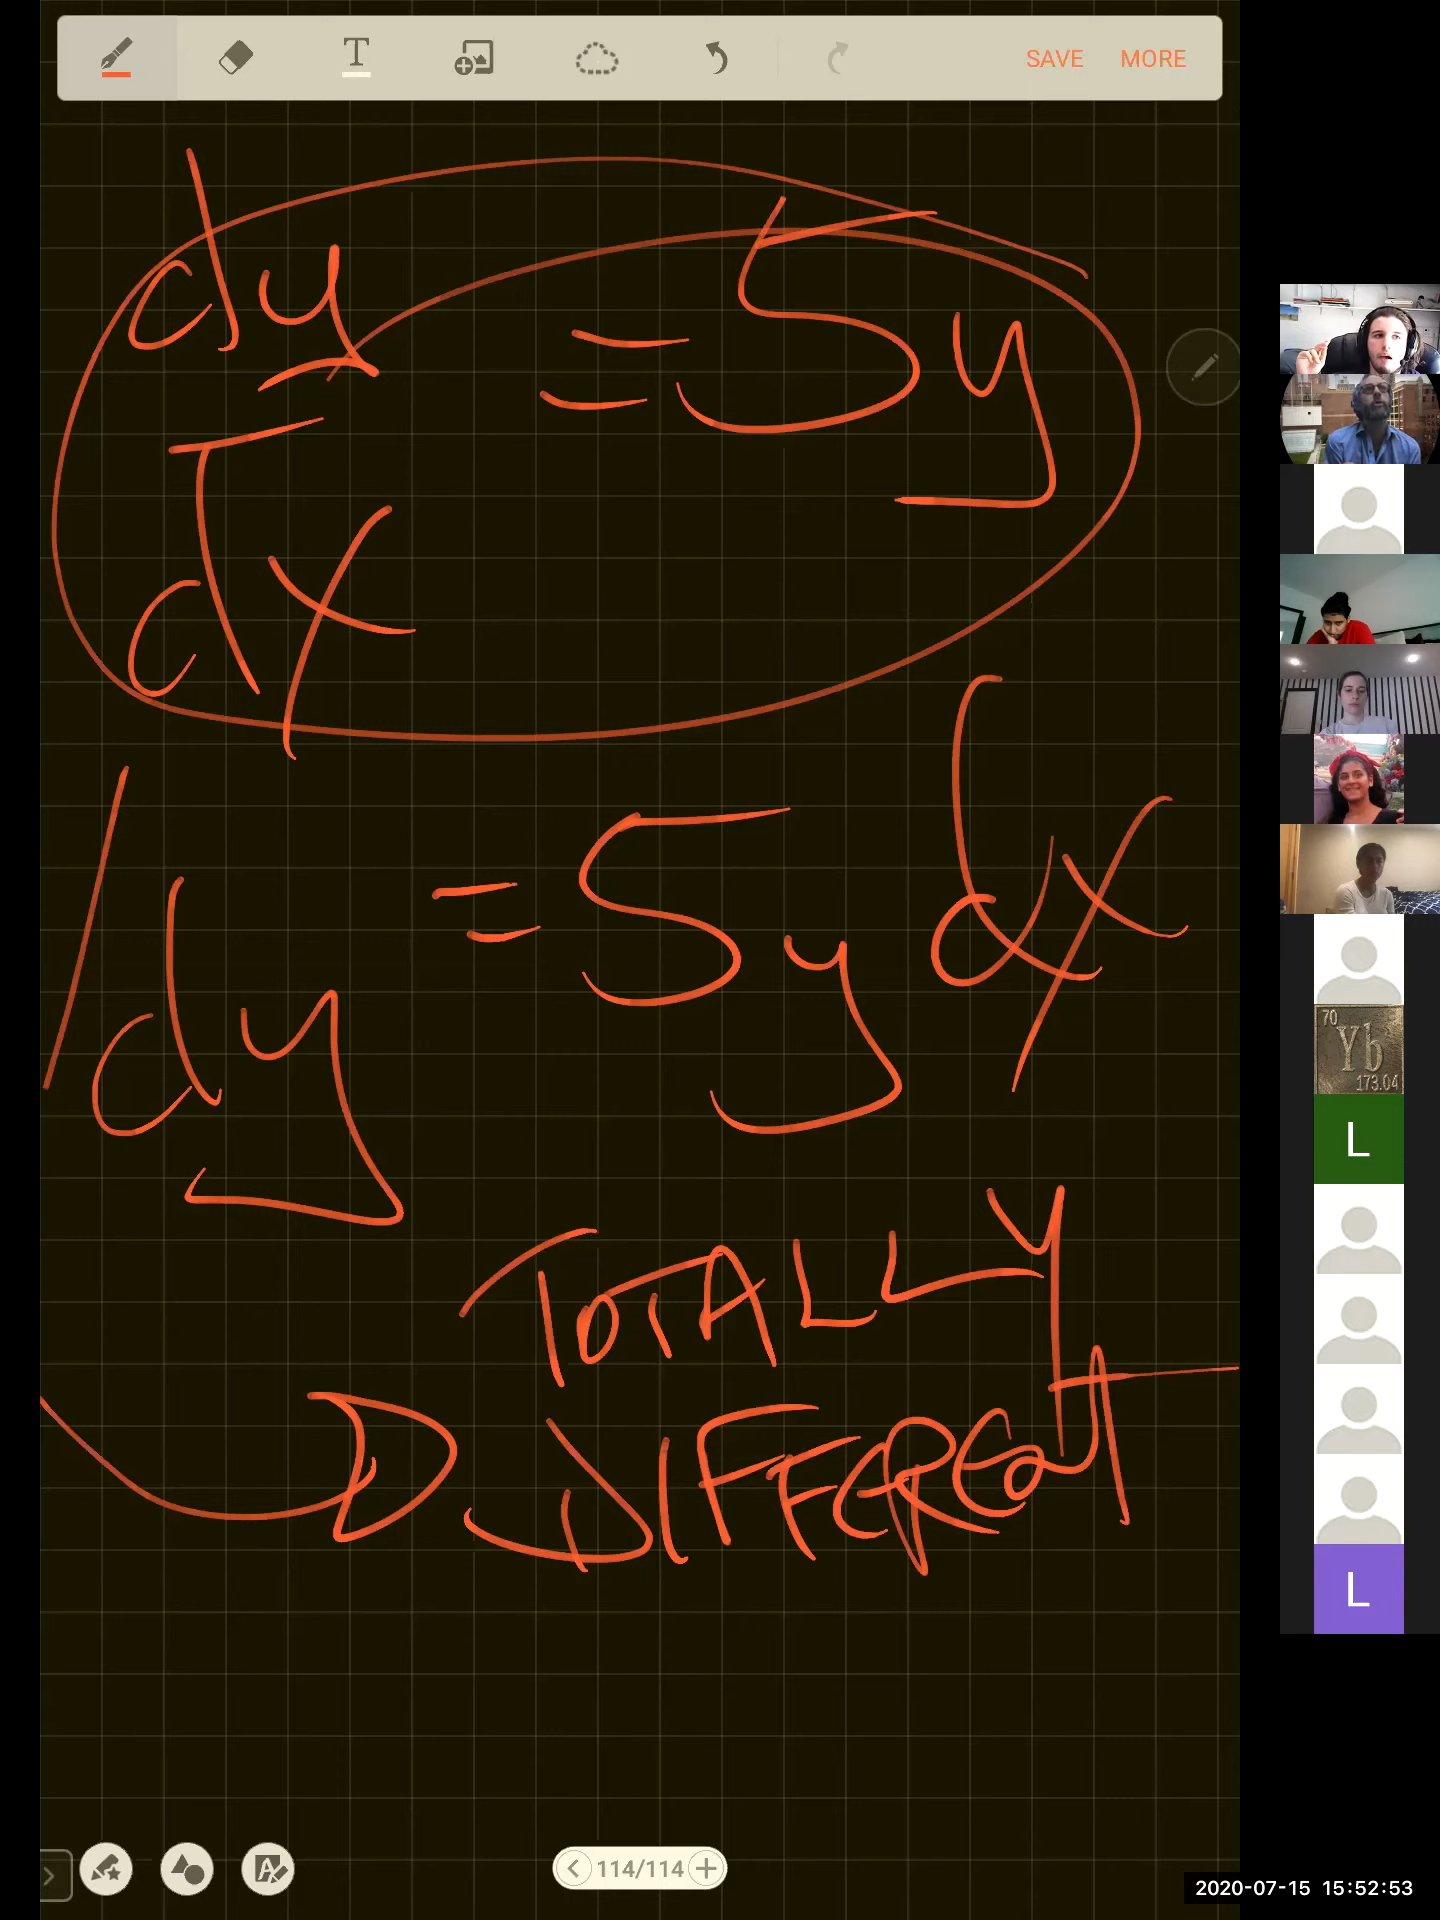 T SAVE MORE
dy/dx = 5y
dy = 5y dx
TOTALLY
DIFFERENT
70
Yb
173.04
L
L
114/114
2020-07-15 15:52:53